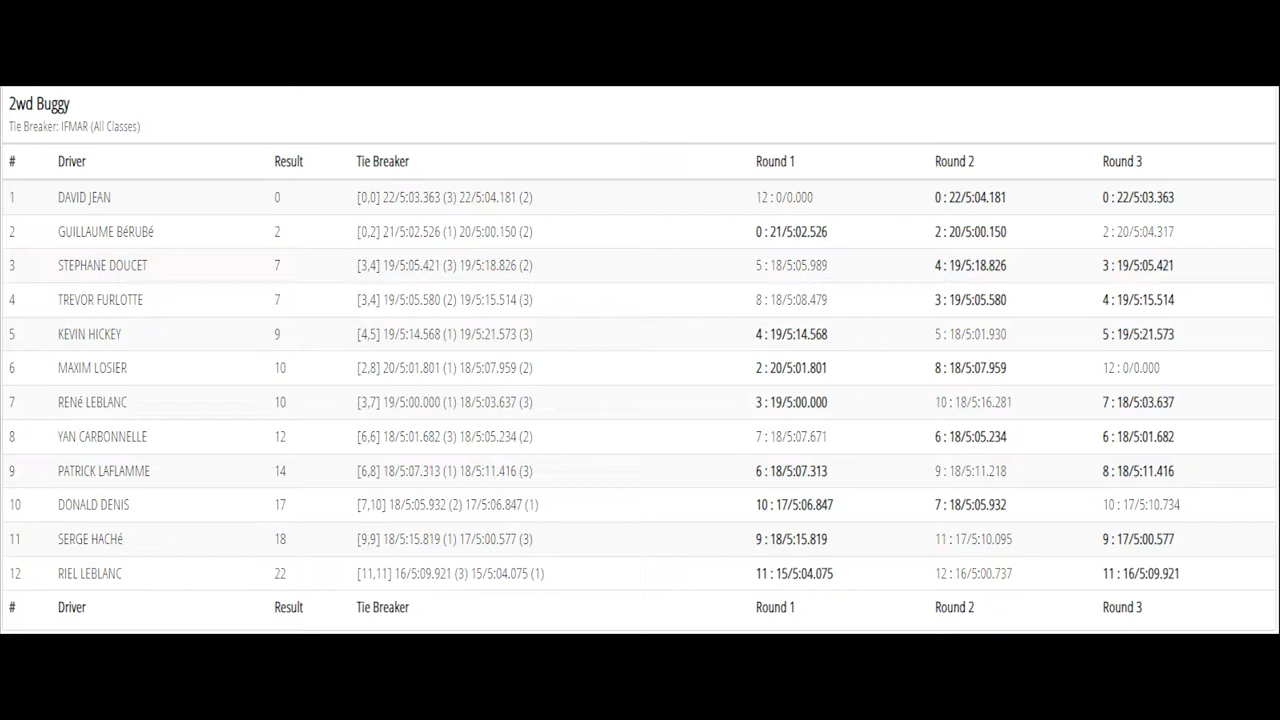 2wd Buggy
Tie Breaker: IFMAR (All Classes)
# Driver Result Tie Breaker Round 1 Round 2 Round 3
1 DAVID JEAN 0 [0,0] 22/5:03.363 (3) 22/5:04.181 (2) 12 : 0/0.000 0 : 22/5:04.181 0 : 22/5:03.363
2 GUILLAUME BéRUBé 2 [0,2] 21/5:02.526 (1) 20/5:00.150 (2) 0 : 21/5:02.526 2 : 20/5:00.150 2 : 20/5:04.317
3 STEPHANE DOUCET 7 [3,4] 19/5:05.421 (3) 19/5:18.826 (2) 5 : 18/5:05.989 4 : 19/5:18.826 3 : 19/5:05.421
4 TREVOR FURLOTTE 7 [3,4] 19/5:05.580 (2) 19/5:15.514 (3) 8 : 18/5:08.479 3 : 19/5:05.580 4 : 19/5:15.514
5 KEVIN HICKEY 9 [4,5] 19/5:14.568 (1) 19/5:21.573 (3) 4 : 19/5:14.568 5 : 18/5:01.930 5 : 19/5:21.573
6 MAXIM LOSIER 10 [2,8] 20/5:01.801 (1) 18/5:07.959 (2) 2 : 20/5:01.801 8 : 18/5:07.959 12 : 0/0.000
7 RENé LEBLANC 10 [3,7] 19/5:00.000 (1) 18/5:03.637 (3) 3 : 19/5:00.000 10 : 18/5:16.281 7 : 18/5:03.637
8 YAN CARBONNELLE 12 [6,6] 18/5:01.682 (3) 18/5:05.234 (2) 7 : 18/5:07.671 6 : 18/5:05.234 6 : 18/5:01.682
9 PATRICK LAFLAMME 14 [6,8] 18/5:07.313 (1) 18/5:11.416 (3) 6 : 18/5:07.313 9 : 18/5:11.218 8 : 18/5:11.416
10 DONALD DENIS 17 [7,10] 18/5:05.932 (2) 17/5:06.847 (1) 10 : 17/5:06.847 7 : 18/5:05.932 10 : 17/5:10.734
11 SERGE HACHé 18 [9,9] 18/5:15.819 (1) 17/5:00.577 (3) 9 : 18/5:15.819 11 : 17/5:10.095 9 : 17/5:00.577
12 RIEL LEBLANC 22 [11,11] 16/5:09.921 (3) 15/5:04.075 (1) 11 : 15/5:04.075 12 : 16/5:00.737 11 : 16/5:09.921
# Driver Result Tie Breaker Round 1 Round 2 Round 3